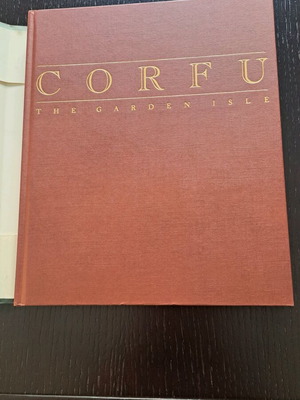 CORFU
THE GARDEN ISLE